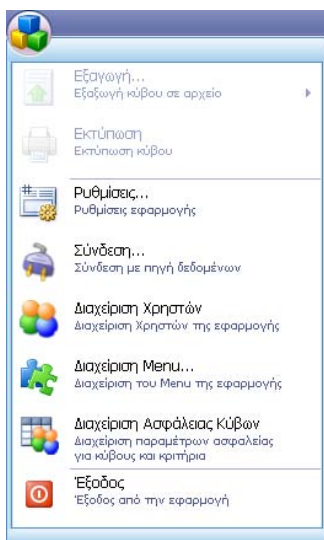 Εξαγωγή...
Εξαξωγή κύβου σε αρχείο
Εκτύπωση
Εκτύπωση κύβου
Ρυθμίσεις...
Ρυθμίσεις εφαρμογής
Σύνδεση...
Σύνδεση με πηγή δεδομένων
Διαχείριση Χρηστών
Διαχείριση Χρηστών της εφαρμογής
Διαχείριση Menu...
Διαχείριση του Menu της εφαρμογής
Διαχείριση Ασφάλειας Κύβων
Διαχείριση παραμέτρων ασφαλείας
για κύβους και κριτήρια
Έξοδος
Έξοδος από την εφαρμογή